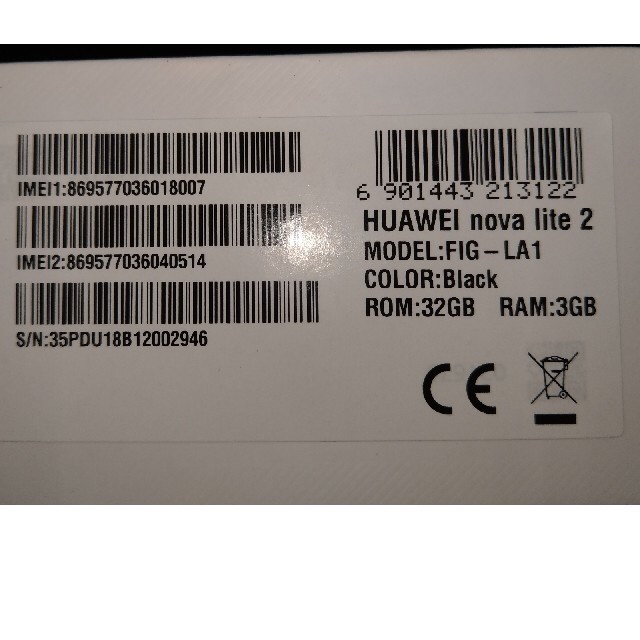 IMEI1:869577036018007
IMEI2:869577036040514
S/N:35PDU18B12002946
6 901443 213122
HUAWEI nova lite 2
MODEL:FIG-LA1
COLOR:Black
ROM:32GB RAM:3GB
CE